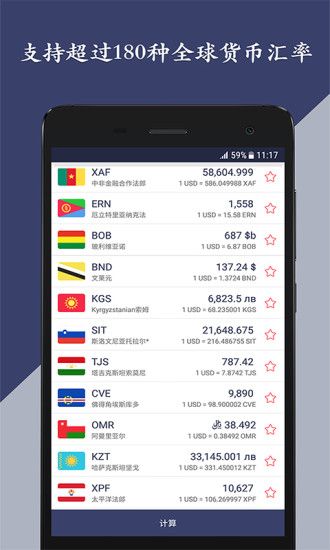 支持超过180种全球货币汇率
59% 11:17
XAF 58,604.999
中非金融合作法郎 1 USD = 586.049988 XAF
ERN 1,558
厄立特里亚纳克法 1 USD = 15.58 ERN
BOB 687 $b
玻利维亚诺 1 USD = 6.87 BOB
BND 137.24 $
文莱元 1 USD = 1.3724 BND
KGS 6,823.5 лв
Kyrgyzstanian索姆 1 USD = 68.235001 KGS
SIT 21,648.675
斯洛文尼亚托拉尔* 1 USD = 216.486755 SIT
TJS 787.42
塔吉克斯坦索莫尼 1 USD = 7.8742 TJS
CVE 9,890
佛得角埃斯库多 1 USD = 98.900002 CVE
OMR 38.492
阿曼里亚尔 1 USD = 0.38492 OMR
KZT 33,145.001 лв
哈萨克斯坦坚戈 1 USD = 331.450012 KZT
XPF 10,627
太平洋法郎 1 USD = 106.269997 XPF
计算